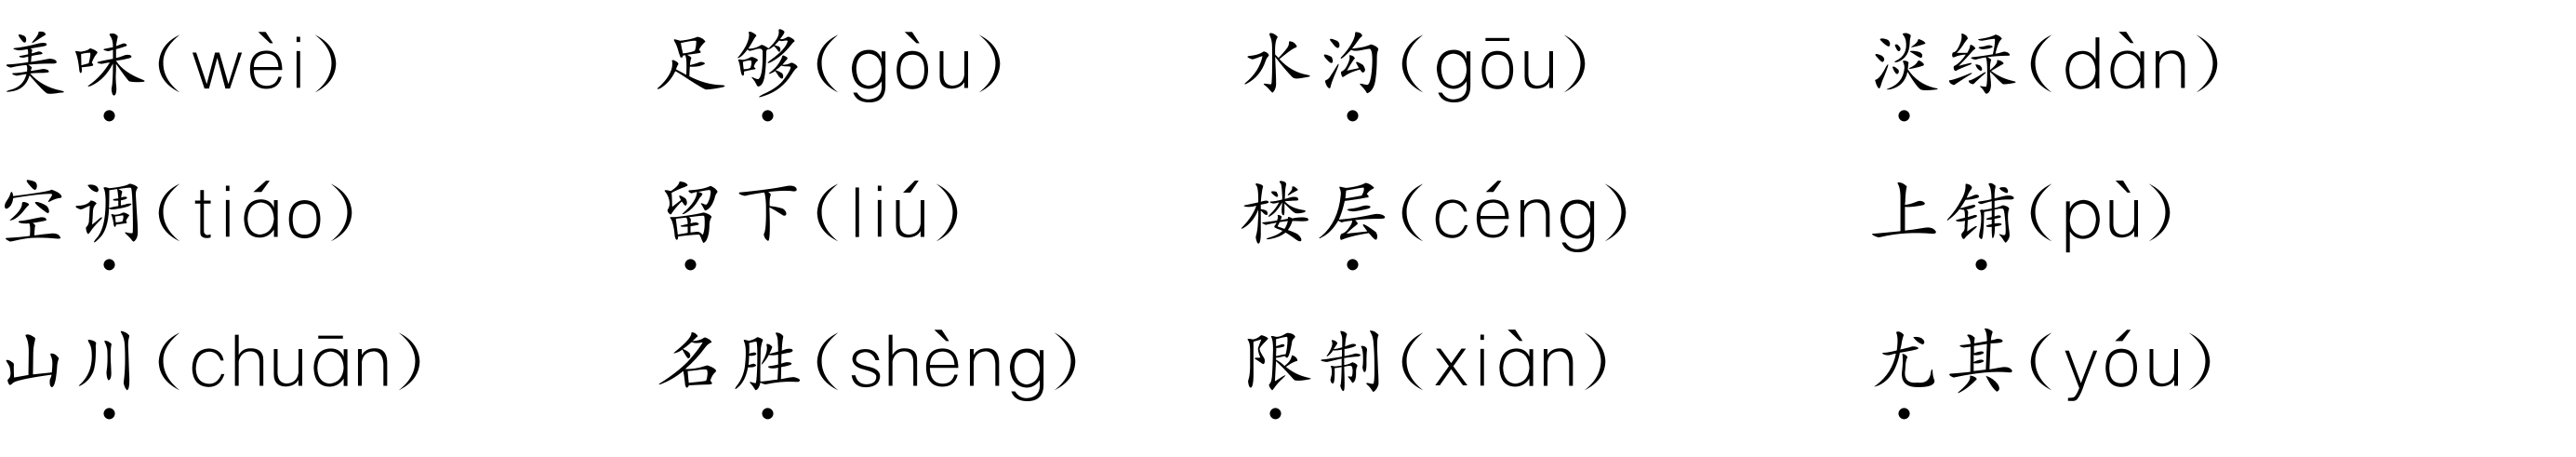 美味(wèi) 足够(gòu) 水沟(gōu) 淡绿(dàn)
空调(tiáo) 留下(liú) 楼层(céng) 上铺(pù)
山川(chuān) 名胜(shèng) 限制(xiàn) 尤其(yóu)